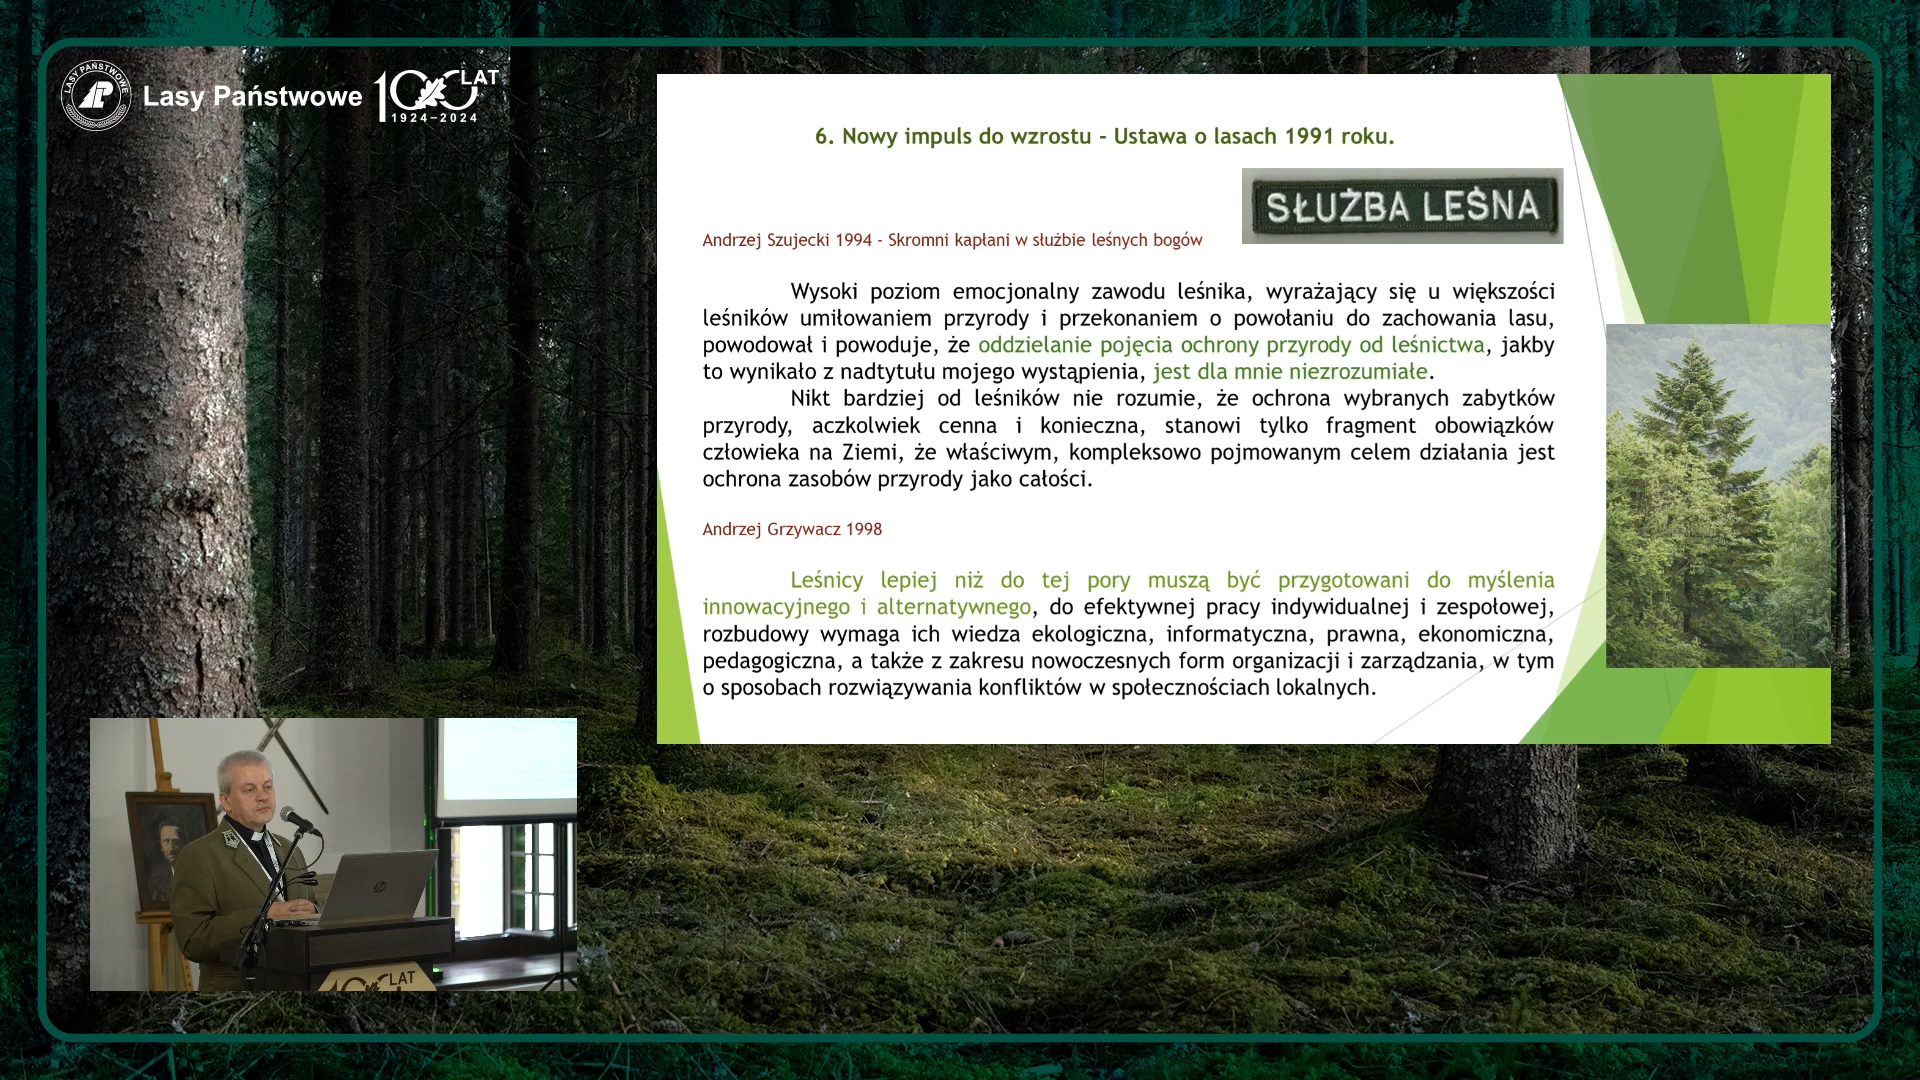 LASY PAŃSTWOWE
Lasy Państwowe
100 LAT
1924-2024
6. Nowy impuls do wzrostu - Ustawa o lasach 1991 roku.
SŁUŻBA LEŚNA
Andrzej Szujecki 1994 - Skromni kapłani w służbie leśnych bogów
Wysoki poziom emocjonalny zawodu leśnika, wyrażający się u większości
leśników umiłowaniem przyrody i przekonaniem o powołaniu do zachowania lasu,
powodował i powoduje, że oddzielanie pojęcia ochrony przyrody od leśnictwa, jakby
to wynikało z nadtytułu mojego wystąpienia, jest dla mnie niezrozumiałe.
Nikt bardziej od leśników nie rozumie, że ochrona wybranych zabytków
przyrody, aczkolwiek cenna i konieczna, stanowi tylko fragment obowiązków
człowieka na Ziemi, że właściwym, kompleksowo pojmowanym celem działania jest
ochrona zasobów przyrody jako całości.
Andrzej Grzywacz 1998
Leśnicy lepiej niż do tej pory muszą być przygotowani do myślenia
innowacyjnego i alternatywnego, do efektywnej pracy indywidualnej i zespołowej,
rozbudowy wymaga ich wiedza ekologiczna, informatyczna, prawna, ekonomiczna,
pedagogiczna, a także z zakresu nowoczesnych form organizacji i zarządzania, w tym
o sposobach rozwiązywania konfliktów w społecznościach lokalnych.
hp
100 LAT